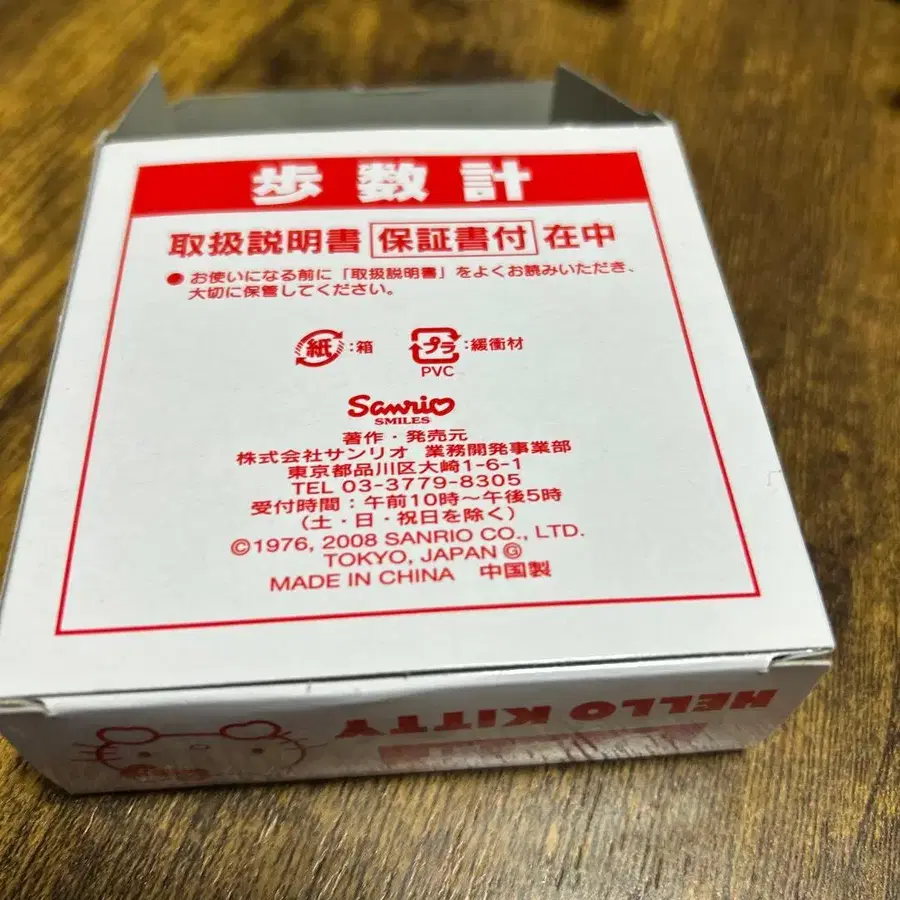 歩数計
取扱説明書 保証書付 在中
● お使いになる前に「取扱説明書」をよくお読みいただき、
大切に保管してください。
紙 :箱 プラ :緩衝材
PVC
Sanrio
SMILES
著作・発売元
株式会社サンリオ 業務開発事業部
東京都品川区大崎1-6-1
TEL 03-3779-8305
受付時間：午前10時〜午後5時
（土・日・祝日を除く）
©1976, 2008 SANRIO CO., LTD.
TOKYO, JAPAN Ⓖ
MADE IN CHINA 中国製
HELLO KITTY